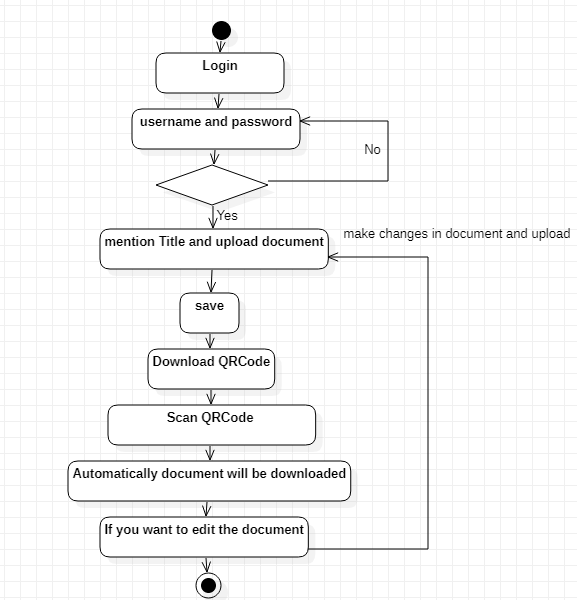 Login
username and password
No
Yes
make changes in document and upload
mention Title and upload document
save
Download QRCode
Scan QRCode
Automatically document will be downloaded
If you want to edit the document